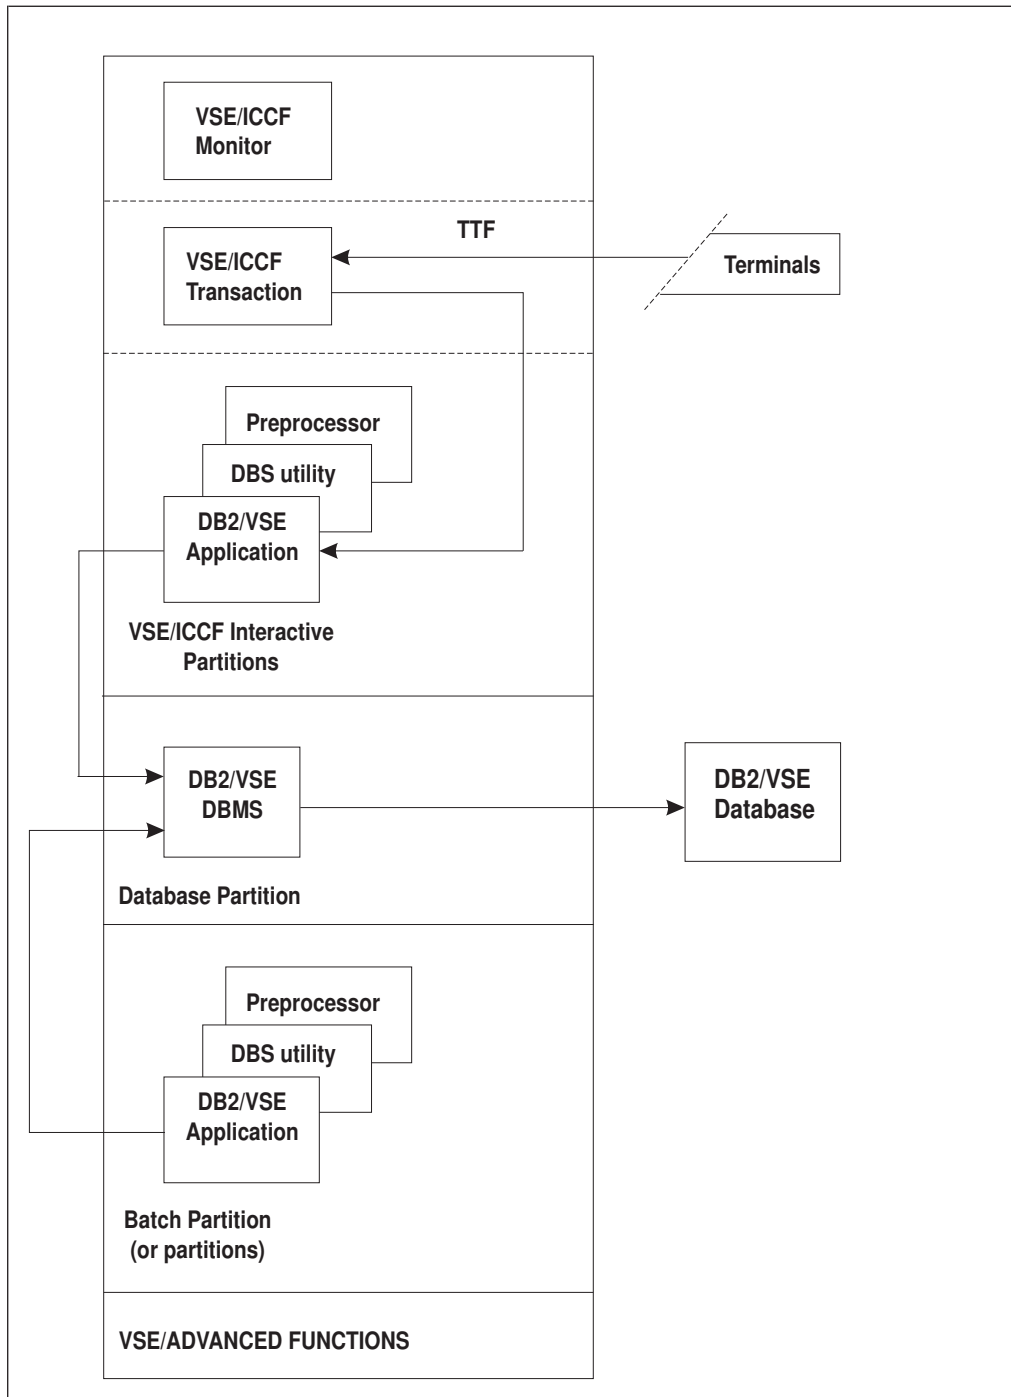 VSE/ICCF
Monitor
TTF
VSE/ICCF
Transaction
Terminals
Preprocessor
DBS utility
DB2/VSE
Application
VSE/ICCF Interactive
Partitions
DB2/VSE
DBMS
DB2/VSE
Database
Database Partition
Preprocessor
DBS utility
DB2/VSE
Application
Batch Partition
(or partitions)
VSE/ADVANCED FUNCTIONS